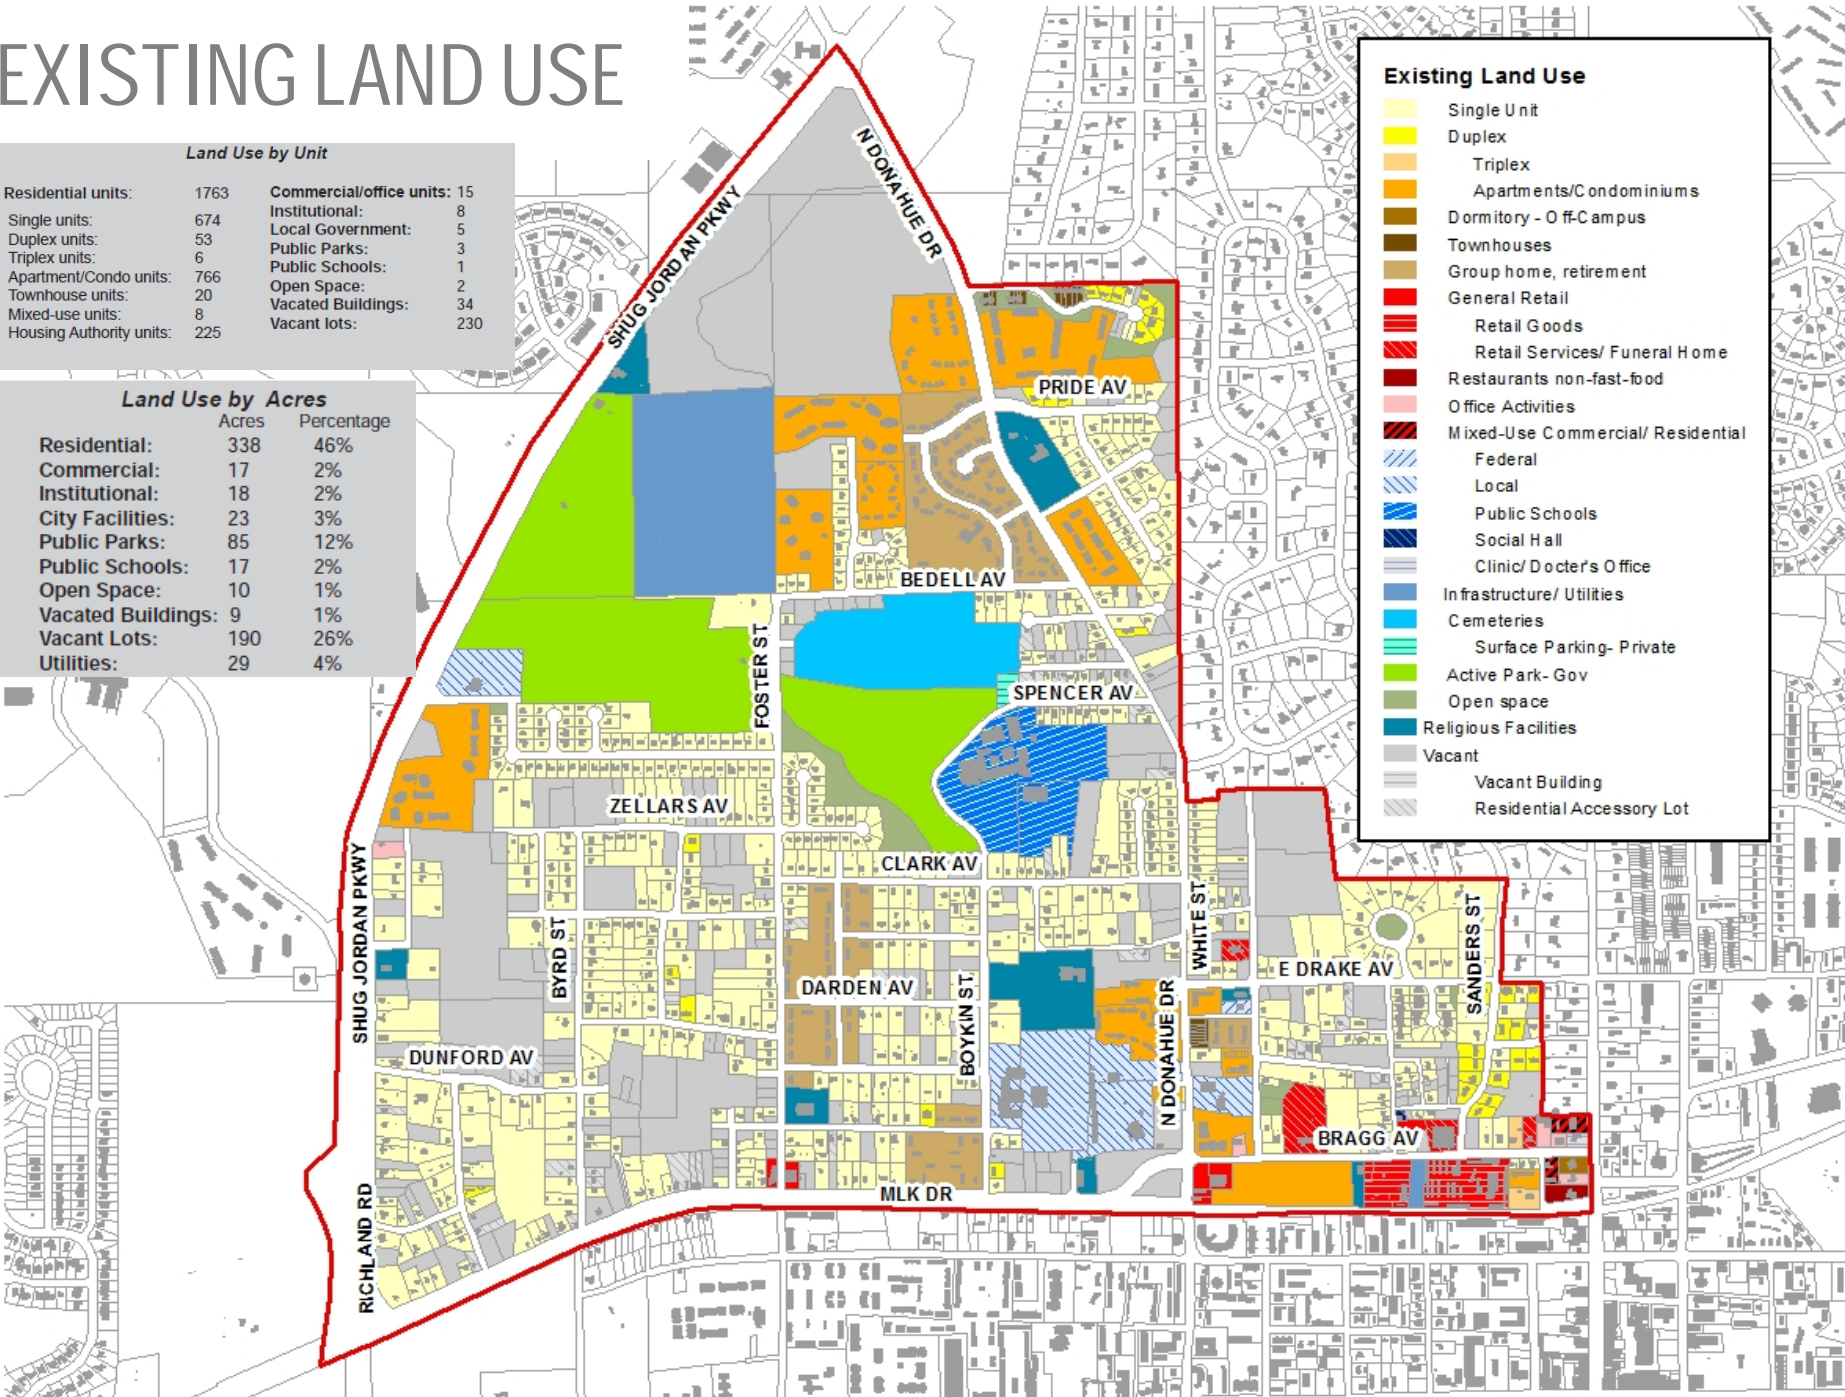 EXISTING LAND USE
Land Use by Unit
Residential units: 1763
Single units: 674
Duplex units: 53
Triplex units: 6
Apartment/Condo units: 766
Townhouse units: 20
Mixed-use units: 8
Housing Authority units: 225
Commercial/office units: 15
Institutional: 8
Local Government: 5
Public Parks: 3
Public Schools: 1
Open Space: 2
Vacated Buildings: 34
Vacant lots: 230
Land Use by Acres
Acres Percentage
Residential: 338 46%
Commercial: 17 2%
Institutional: 18 2%
City Facilities: 23 3%
Public Parks: 85 12%
Public Schools: 17 2%
Open Space: 10 1%
Vacated Buildings: 9 1%
Vacant Lots: 190 26%
Utilities: 29 4%
Existing Land Use
Single Unit
Duplex
Triplex
Apartments/Condominiums
Dormitory - Off-Campus
Townhouses
Group home, retirement
General Retail
Retail Goods
Retail Services/ Funeral Home
Restaurants non-fast-food
Office Activities
Mixed-Use Commercial/ Residential
Federal
Local
Public Schools
Social Hall
Clinic/ Docter's Office
Infrastructure/ Utilities
Cemeteries
Surface Parking- Private
Active Park- Gov
Open space
Religious Facilities
Vacant
Vacant Building
Residential Accessory Lot
N DONAHUE DR
SHUG JORDAN PKWY
PRIDE AV
BEDELL AV
FOSTER ST
SPENCER AV
ZELLARS AV
CLARK AV
SHUG JORDAN PKWY
BYRD ST
WHITE ST
SANDERS ST
E DRAKE AV
DARDEN AV
BOYKIN ST
N DONAHUE DR
DUNFORD AV
BRAGG AV
MLK DR
RICHLAND RD